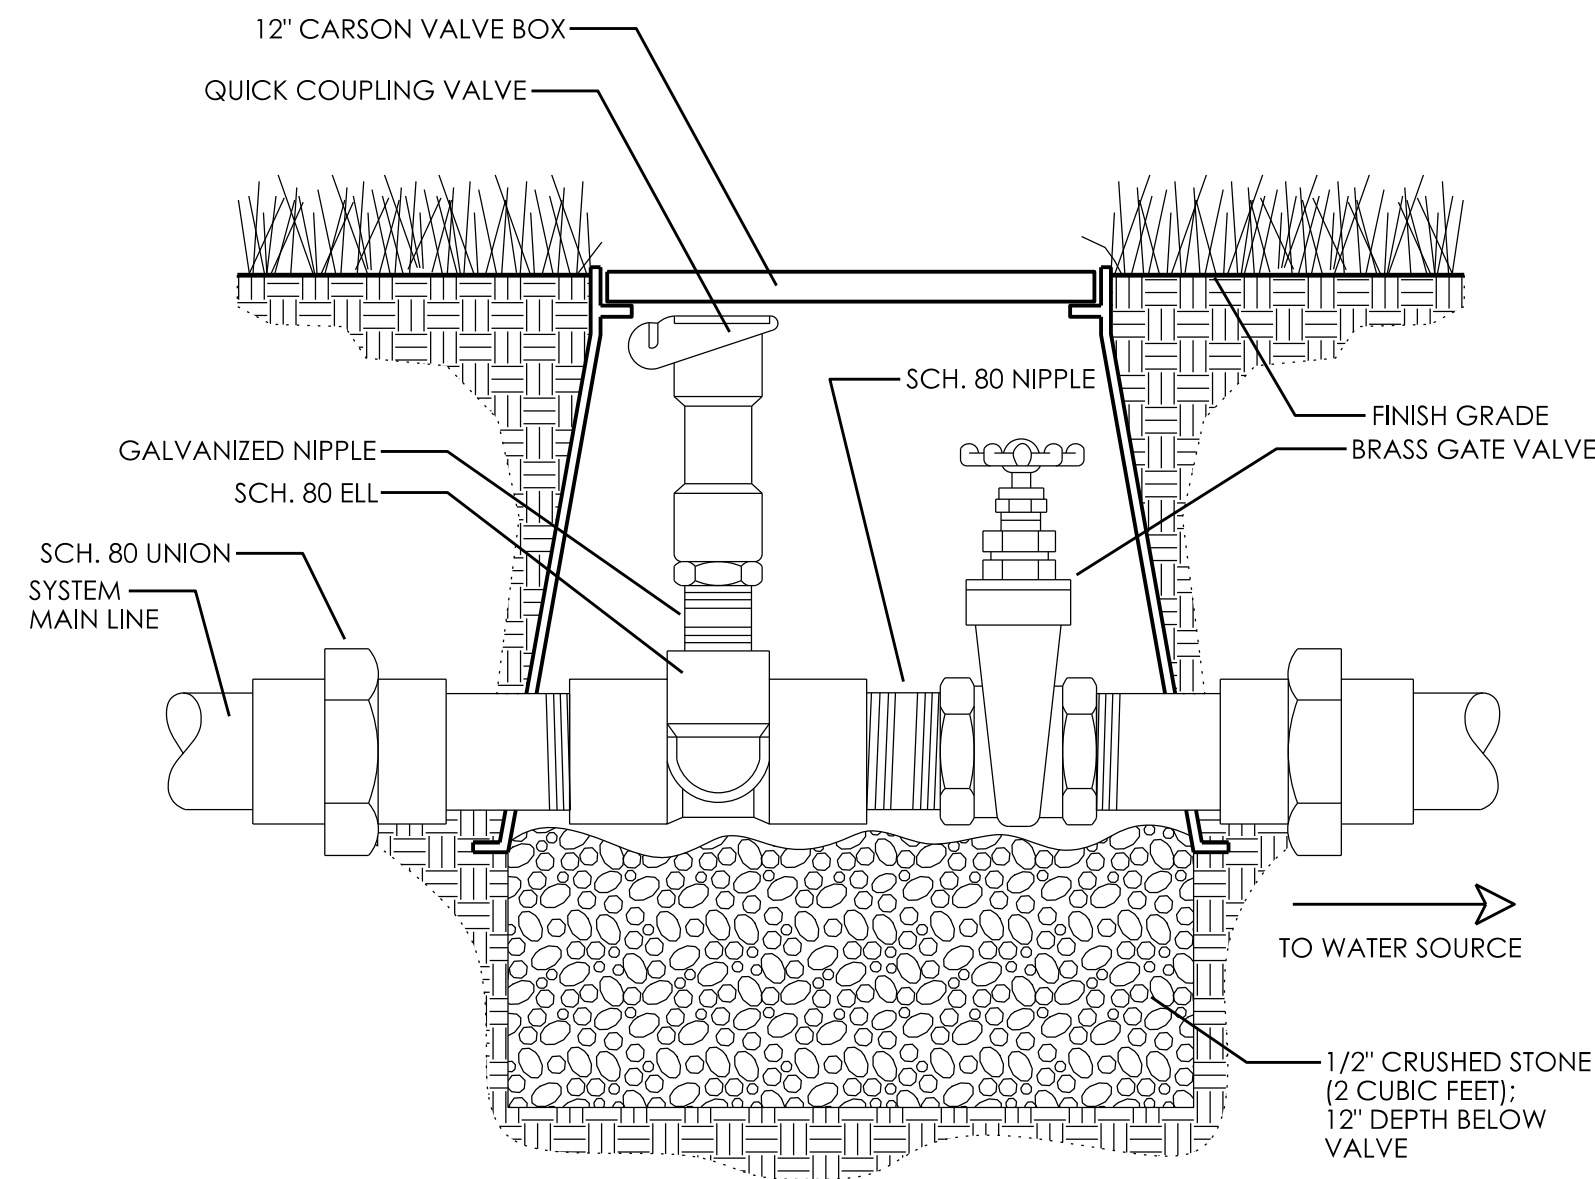 12" CARSON VALVE BOX
QUICK COUPLING VALVE
SCH. 80 NIPPLE
FINISH GRADE
BRASS GATE VALVE
GALVANIZED NIPPLE
SCH. 80 ELL
SCH. 80 UNION
SYSTEM
MAIN LINE
TO WATER SOURCE
1/2" CRUSHED STONE
(2 CUBIC FEET);
12" DEPTH BELOW
VALVE